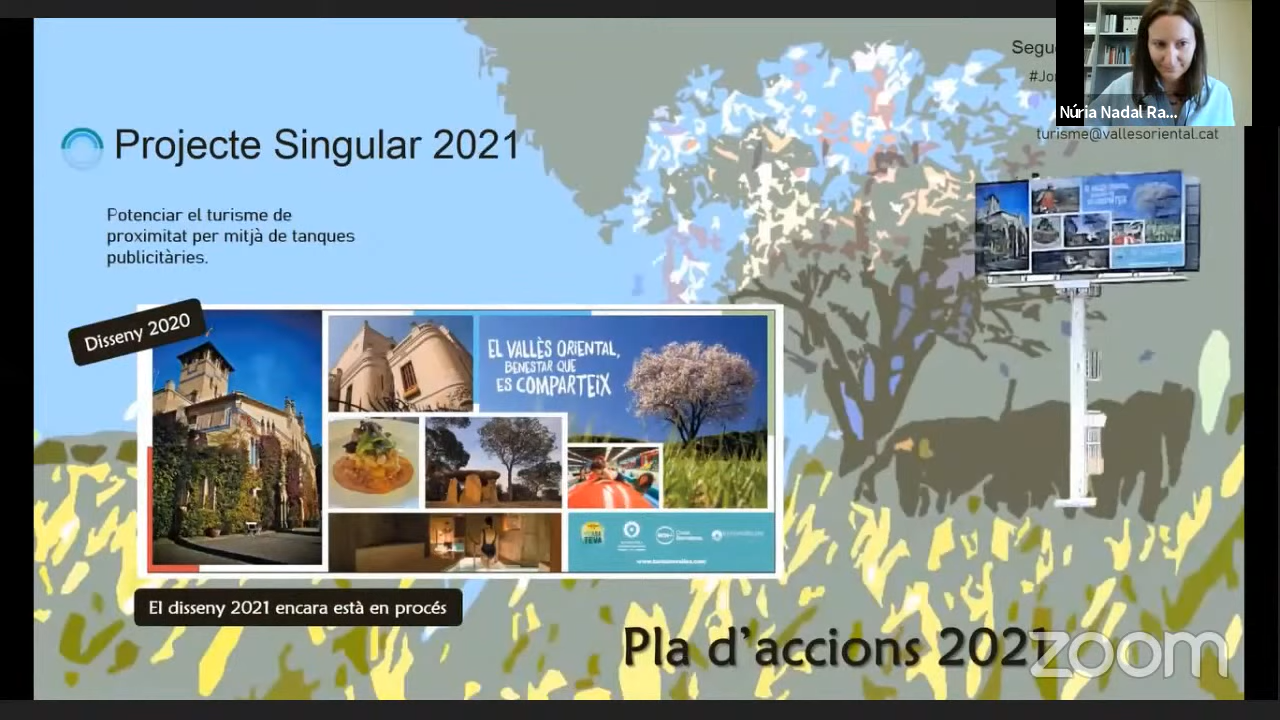 Segu
#Jo
Núria Nadal Ra...
turisme@vallesoriental.cat
Projecte Singular 2021
Potenciar el turisme de
proximitat per mitjà de tanques
publicitàries.
Disseny 2020
EL VALLÈS ORIENTAL,
BENESTAR QUE
ES COMPARTEIX
El disseny 2021 encara està en procés
Pla d'accions 2021
zoom